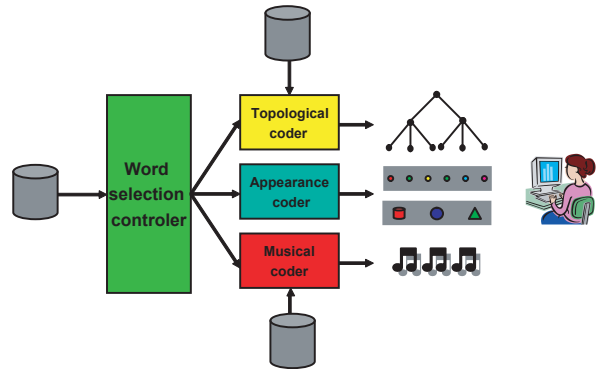 Topological
coder
Word
selection
controler
Appearance
coder
Musical
coder